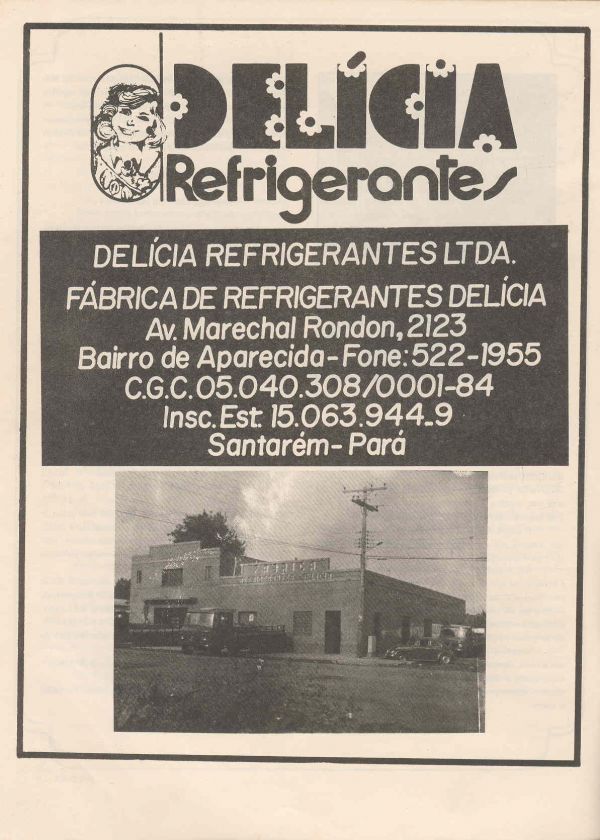 DELÍCIA
Refrigerantes
DELÍCIA REFRIGERANTES LTDA.
FÁBRICA DE REFRIGERANTES DELÍCIA
Av. Marechal Rondon, 2123
Bairro de Aparecida-Fone: 522-1955
C.G.C. 05.040.308/0001-84
Insc. Est. 15.063.944-9
Santarém-Pará
FABRICA